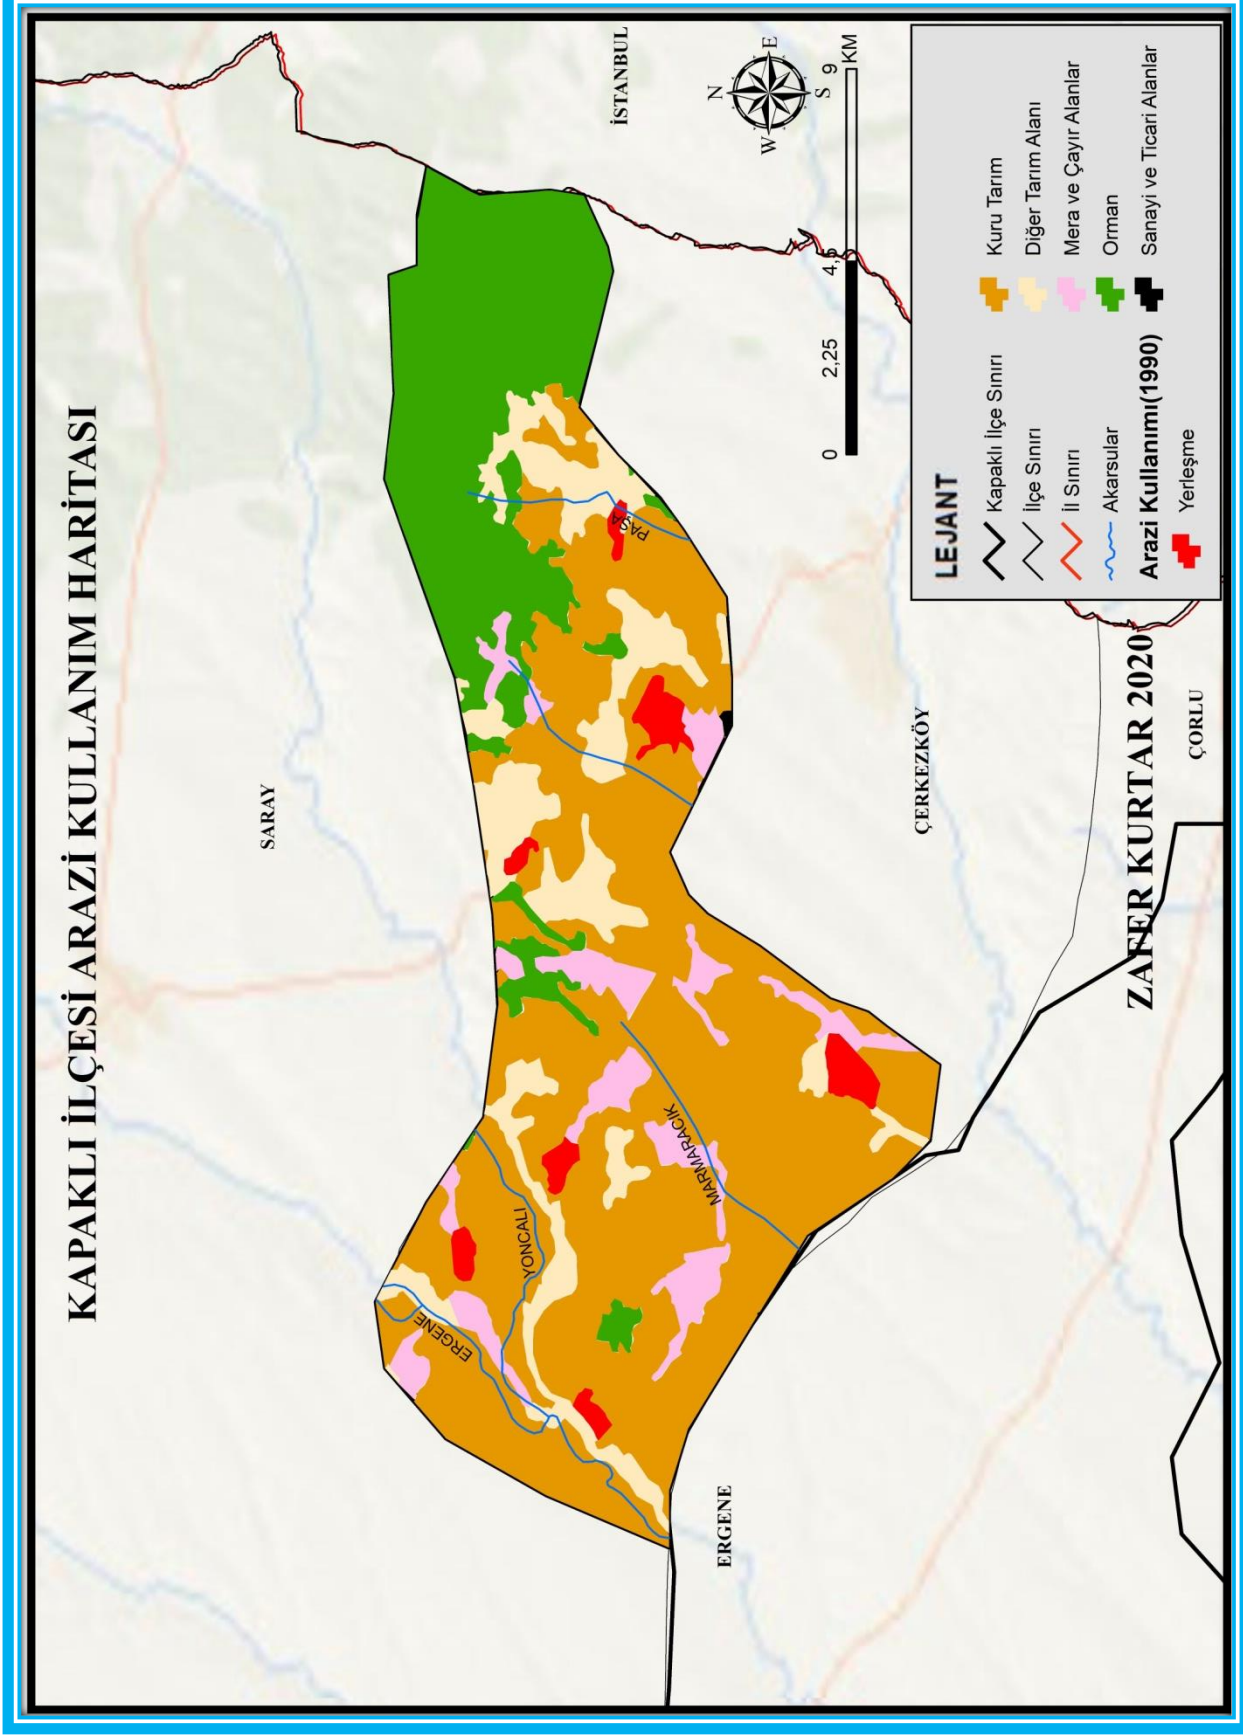 KAPAKLI İLÇESİ ARAZİ KULLANIM HARİTASI
SARAY
İSTANBUL
N
W
E
S
0
2,25
4,5
9
KM
ERGENE
YONCALI
MARMARACIK
PAŞA
ERGENE
ÇERKEZKÖY
ÇORLU
ZAFER KURTAR 2020
LEJANT
Kapaklı İlçe Sınırı
İlçe Sınırı
İl Sınırı
Akarsular
Arazi Kullanımı(1990)
Yerleşme
Kuru Tarım
Diğer Tarım Alanı
Mera ve Çayır Alanlar
Orman
Sanayi ve Ticari Alanlar